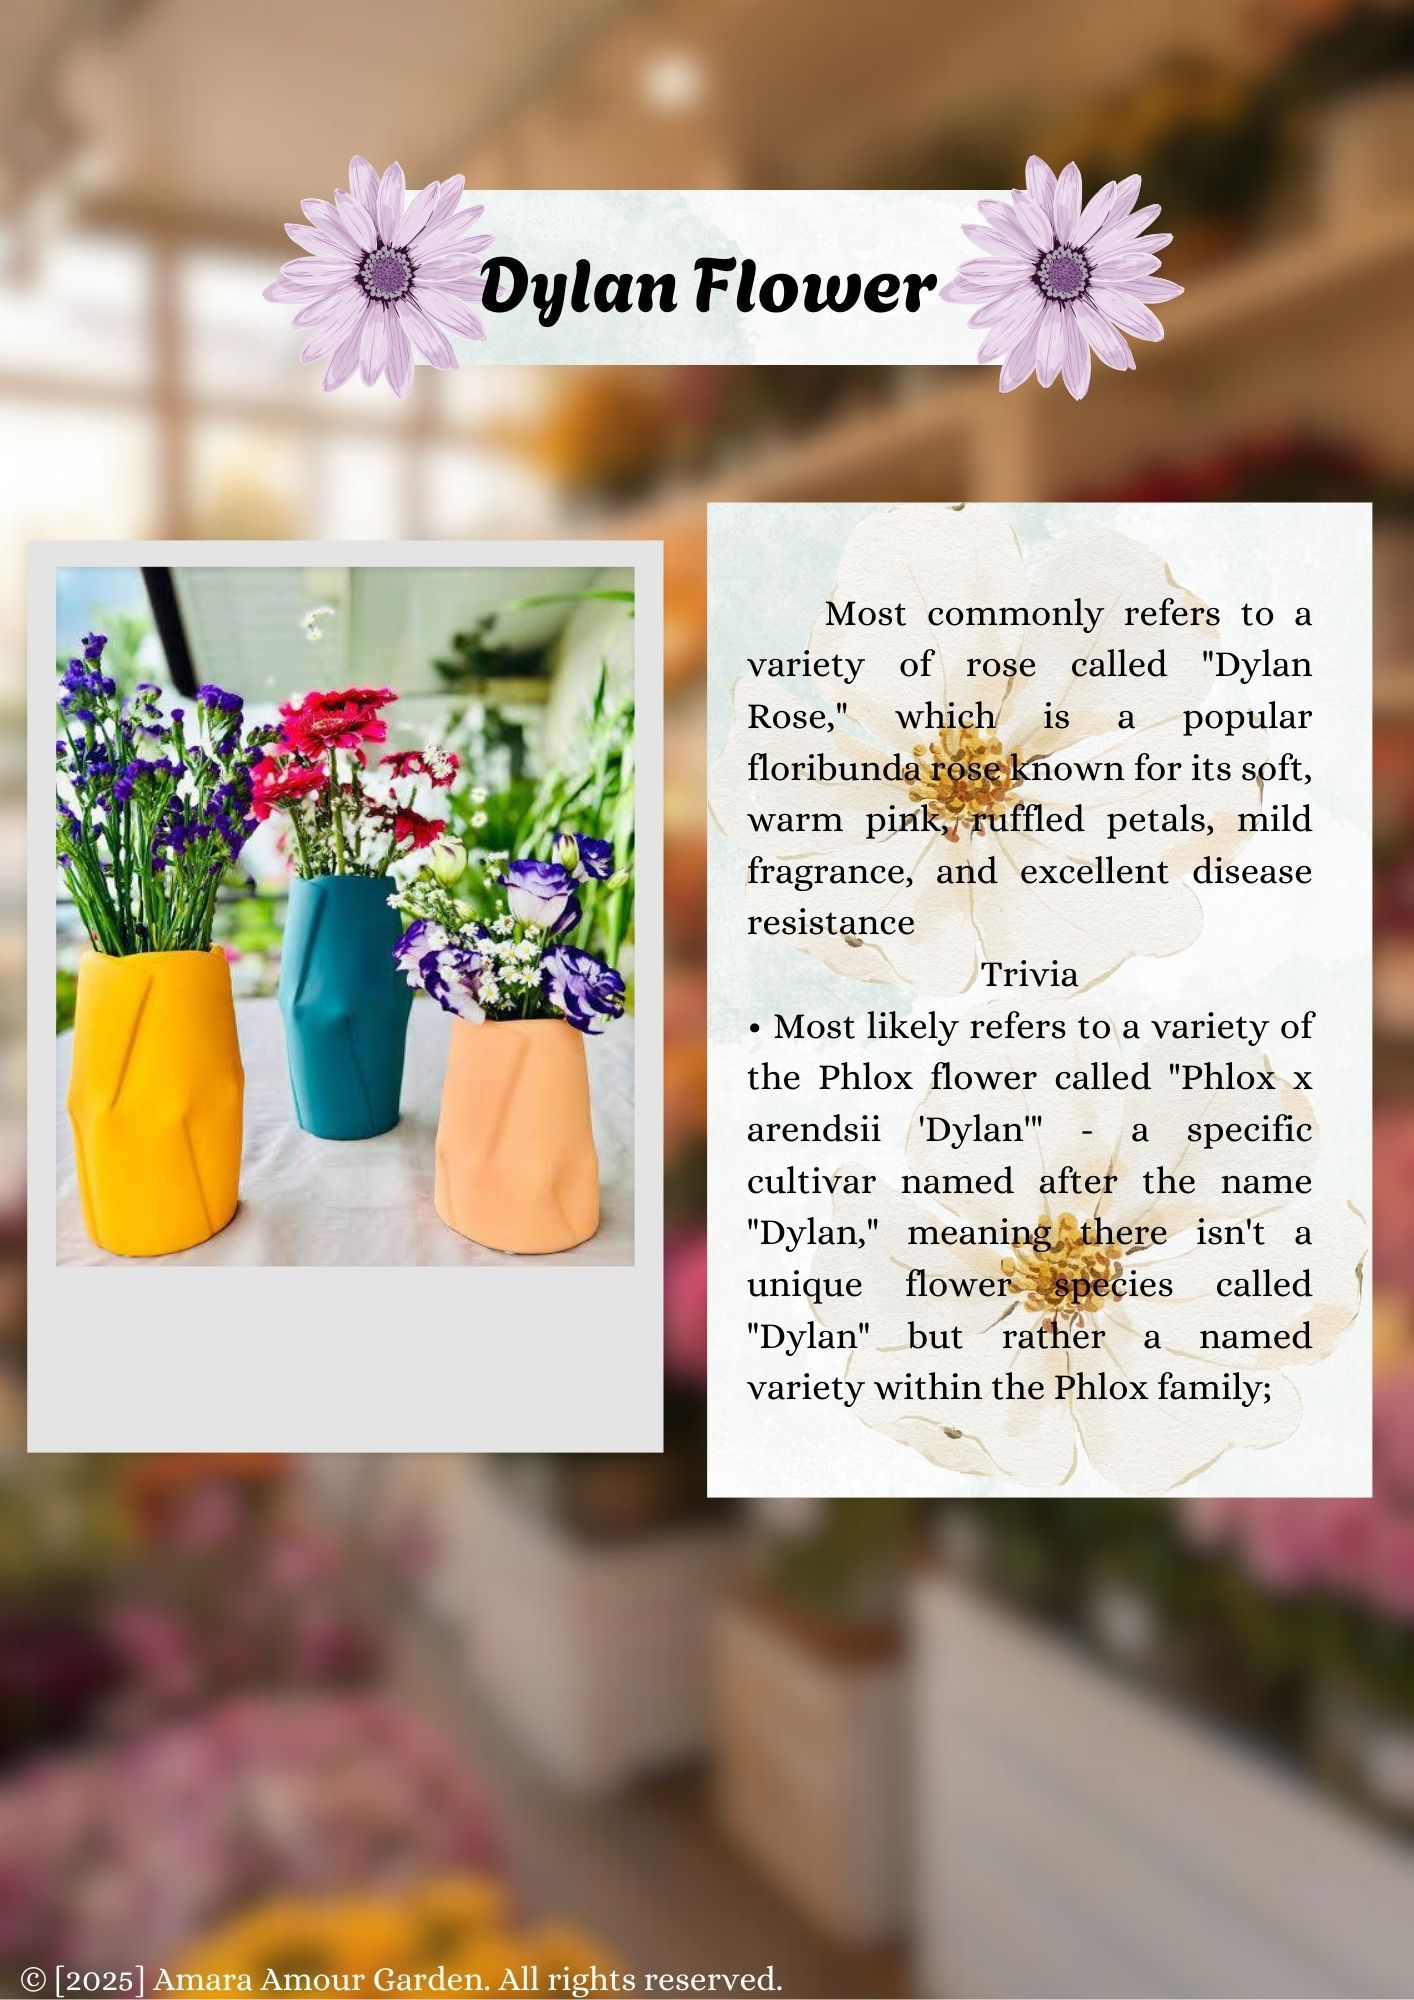 Dylan Flower
Most commonly refers to a
variety of rose called "Dylan
Rose," which is a popular
floribunda rose known for its soft,
warm pink, ruffled petals, mild
fragrance, and excellent disease
resistance
Trivia
• Most likely refers to a variety of
the Phlox flower called "Phlox x
arendsii 'Dylan'" - a specific
cultivar named after the name
"Dylan," meaning there isn't a
unique flower species called
"Dylan" but rather a named
variety within the Phlox family;
© [2025] Amara Amour Garden. All rights reserved.